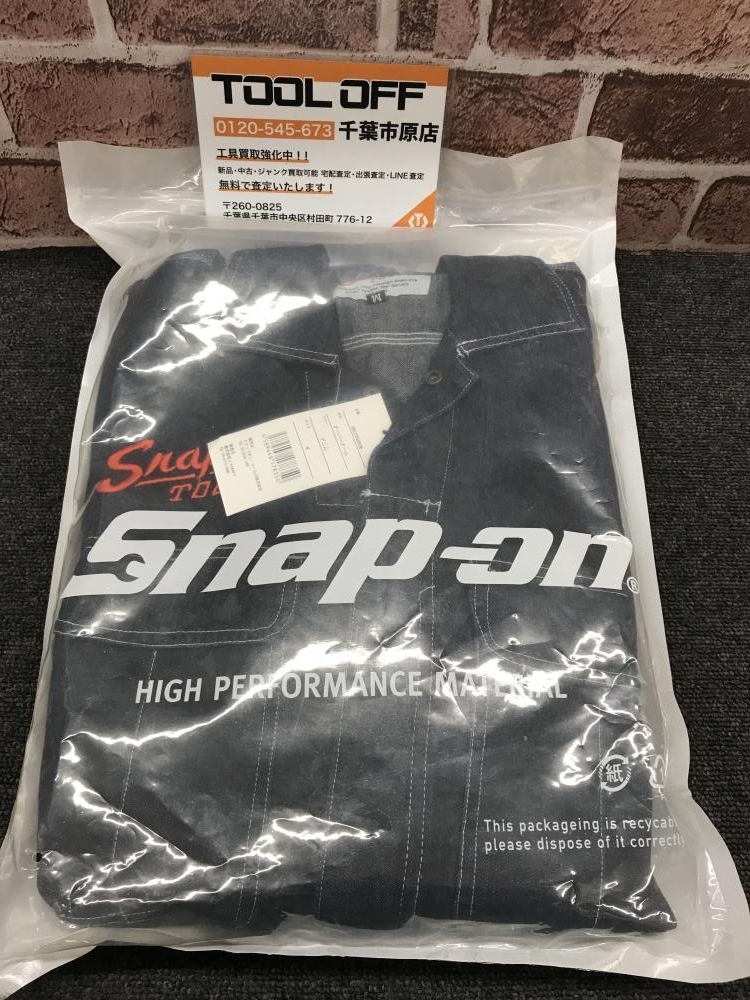 TOOL OFF
0120-545-673 千葉市原店
工具買取強化中！！
新品・中古・ジャンク買取可能 宅配査定・出張査定・LINE査定
無料で査定いたします！
〒260-0825
千葉県千葉市中央区村田町 776-12
M
Snap
TOO
Snap-on®
HIGH PERFORMANCE MATERIAL
紙
This packageing is recycab
please dispose of it correctly